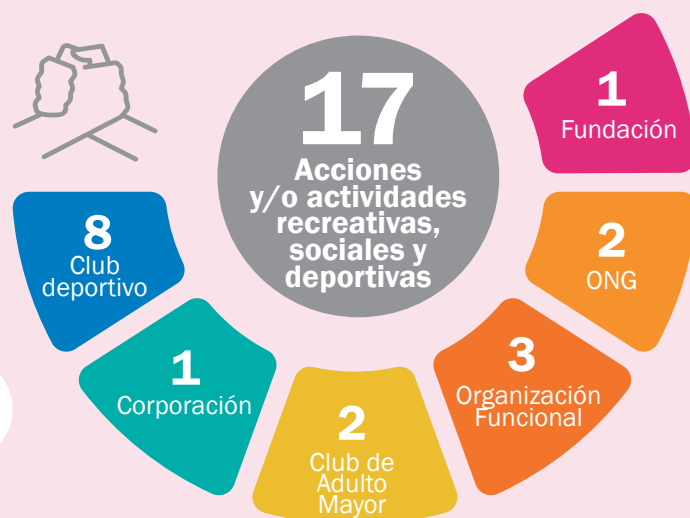 17
Acciones
y/o actividades
recreativas,
sociales y
deportivas
8
Club
deportivo
1
Corporación
2
Club de
Adulto
Mayor
3
Organización
Funcional
2
ONG
1
Fundación